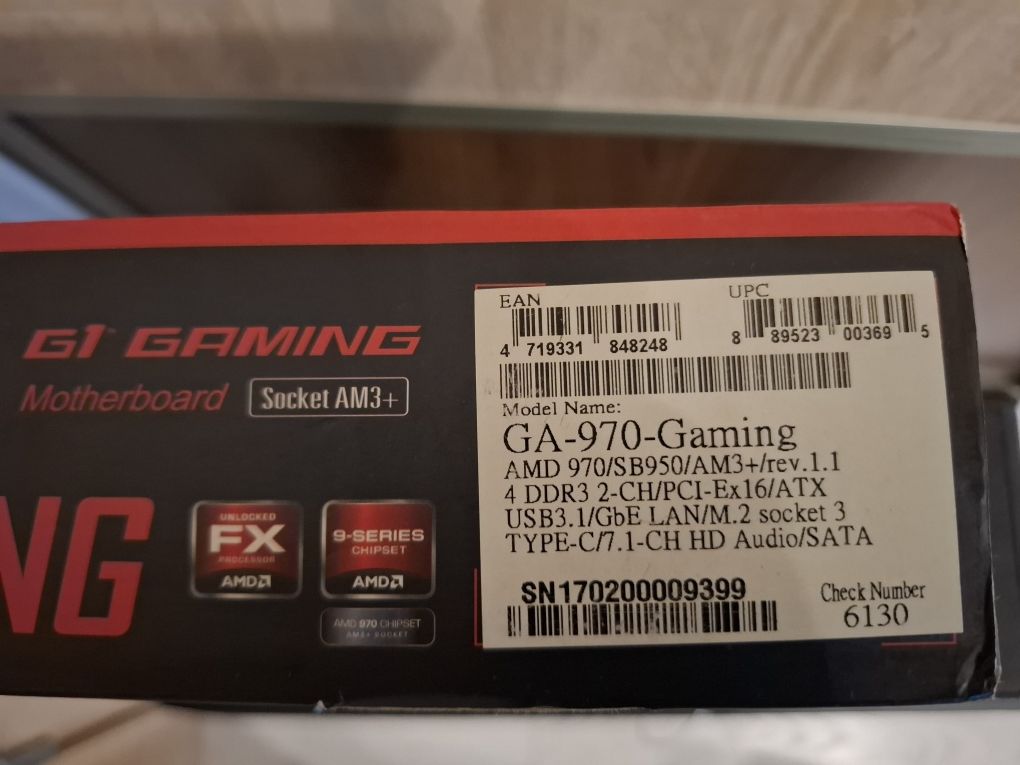 G1™ GAMING
Motherboard Socket AM3+
NG
UNLOCKED
FX
PROCESSOR
AMD
9-SERIES
CHIPSET
AMD
AMD 970 CHIPSET
AM3+ SOCKET
EAN
UPC
4 719331 848248
8 89523 00369 5
Model Name:
GA-970-Gaming
AMD 970/SB950/AM3+/rev.1.1
4 DDR3 2-CH/PCI-Ex16/ATX
USB3.1/GbE LAN/M.2 socket 3
TYPE-C/7.1-CH HD Audio/SATA
SN170200009399
Check Number
6130